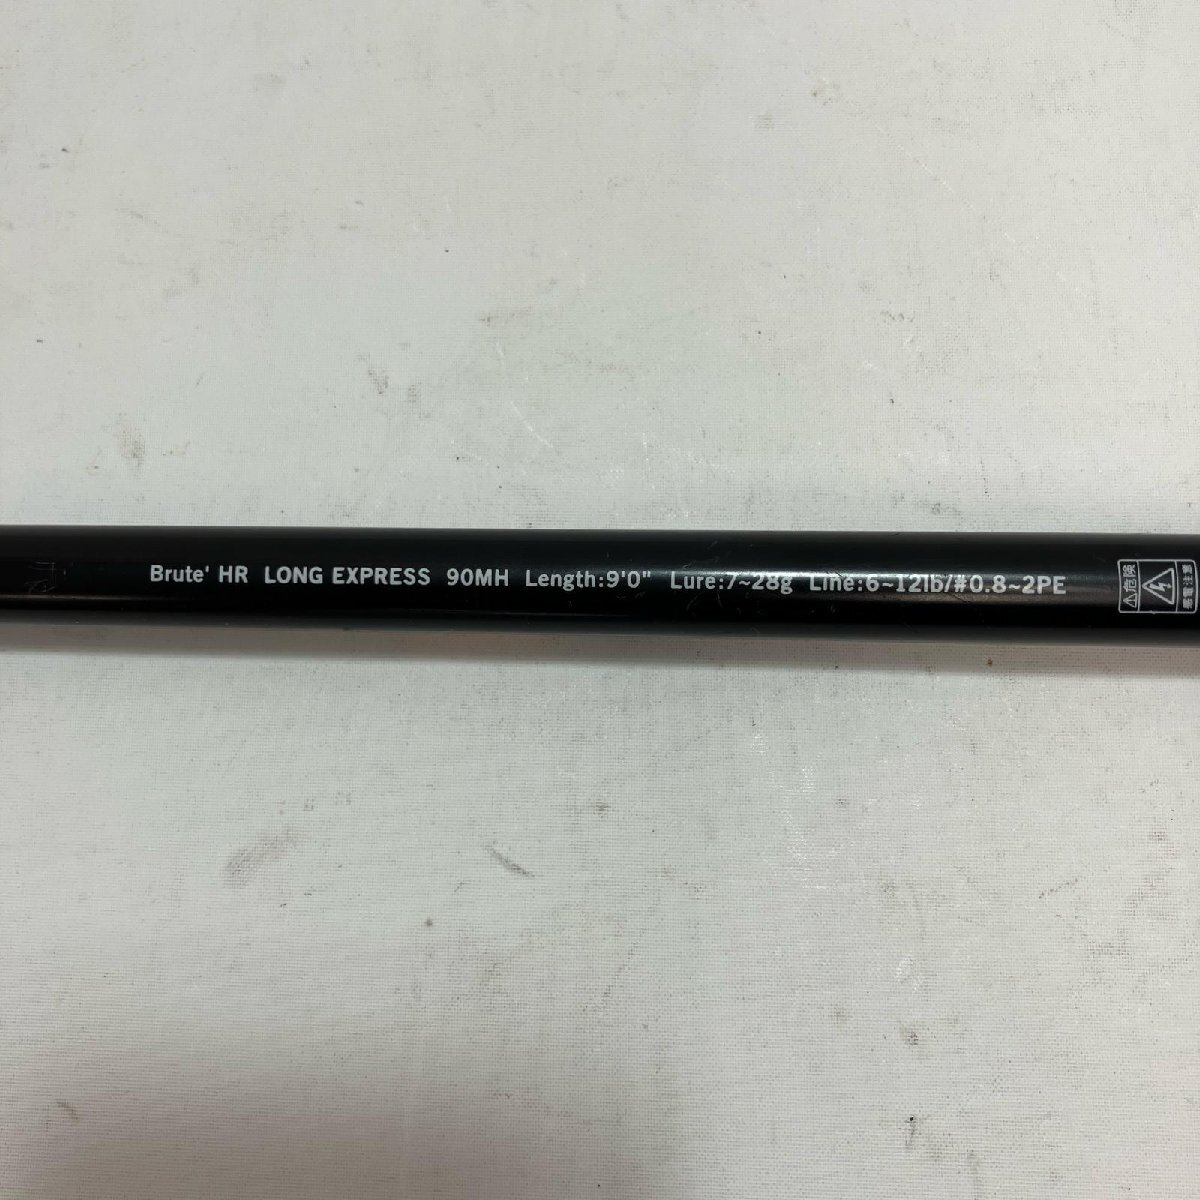 Brute' HR LONG EXPRESS 90MH Length:9'0" Lure:7~28g Line:6~12lb/#0.8~2PE
⚠危険
感電注意